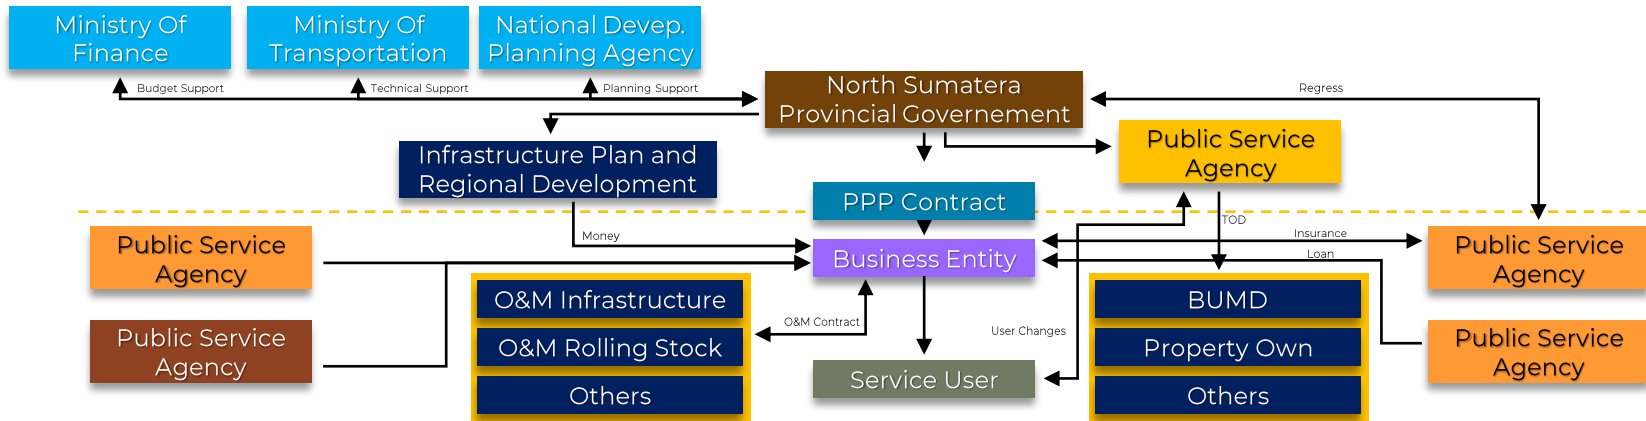 Ministry Of
Finance
Ministry Of
Transportation
National Devep.
Planning Agency
Budget Support
Technical Support
Planning Support
North Sumatera
Provincial Governement
Regress
Infrastructure Plan and
Regional Development
Public Service
Agency
PPP Contract
TOD
Money
Public Service
Agency
Business Entity
Insurance
Loan
Public Service
Agency
O&M Infrastructure
O&M Rolling Stock
Others
O&M Contract
User Changes
BUMD
Property Own
Others
Public Service
Agency
Service User
Public Service
Agency